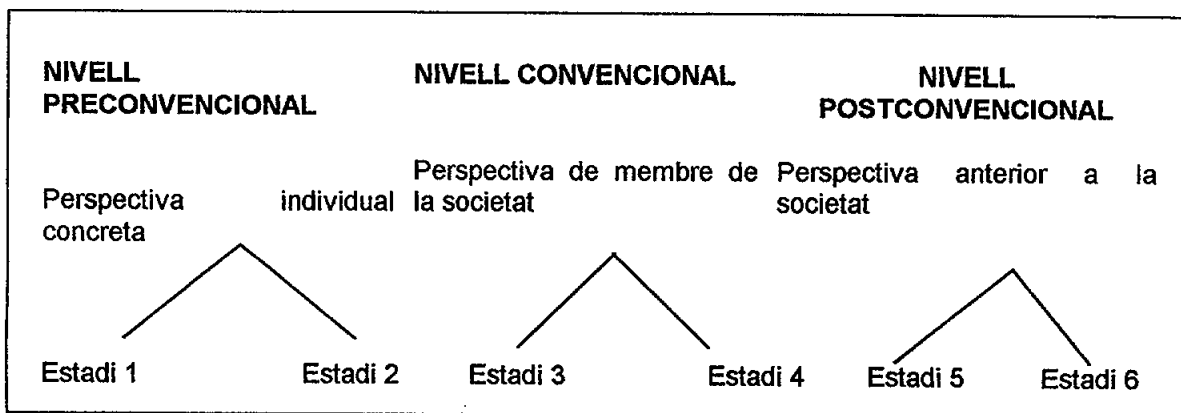 NIVELL
PRECONVENCIONAL
NIVELL CONVENCIONAL
NIVELL
POSTCONVENCIONAL
Perspectiva individual
concreta
Perspectiva de membre de
la societat
Perspectiva anterior a la
societat
Estadi 1
Estadi 2
Estadi 3
Estadi 4
Estadi 5
Estadi 6